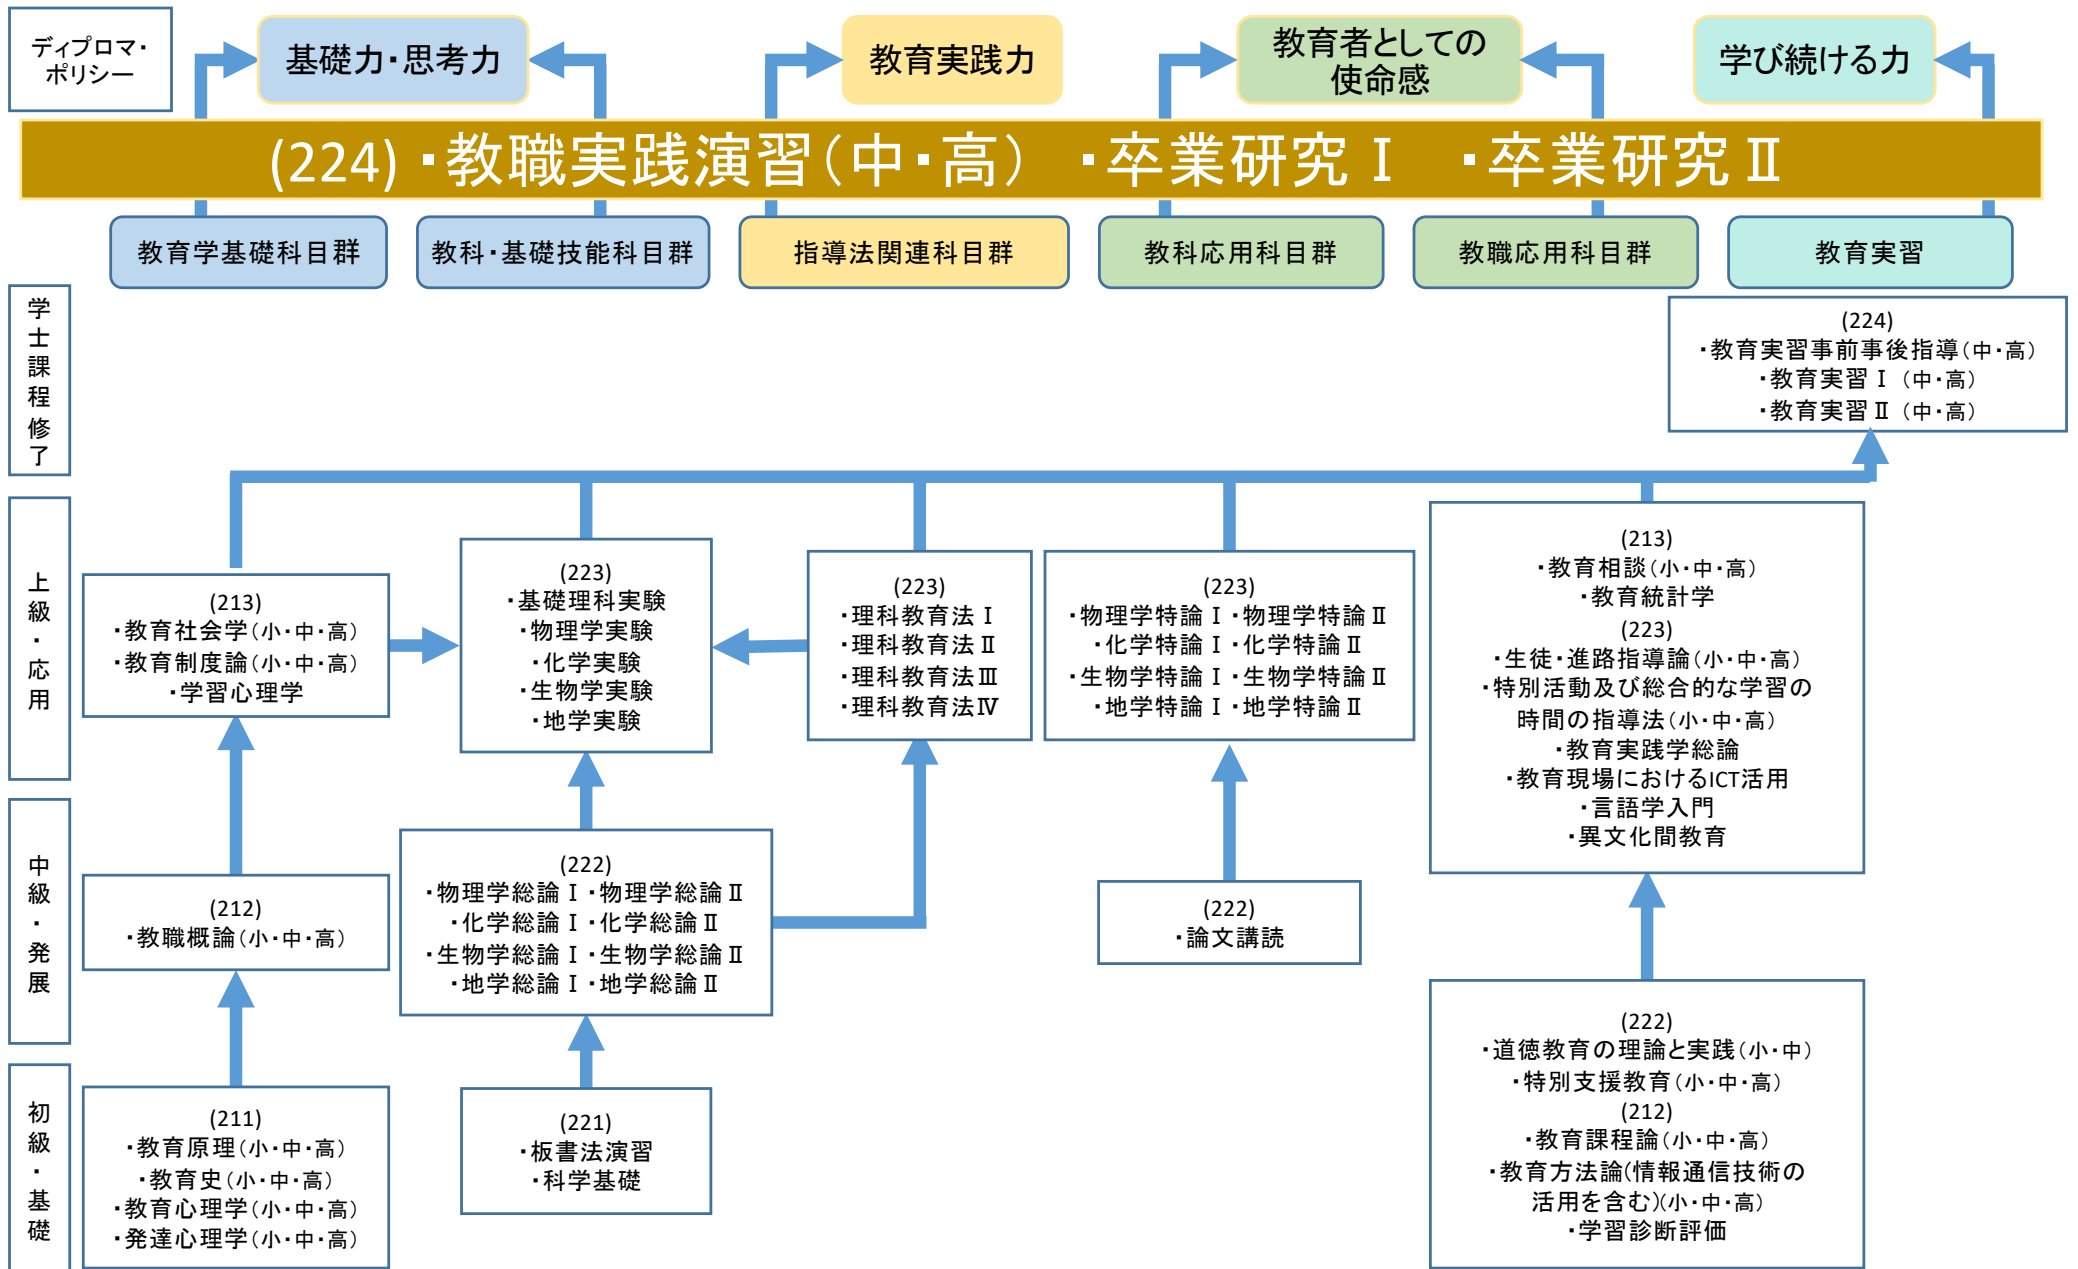 ディプロマ・
ポリシー
基礎力・思考力
教育実践力
教育者としての
使命感
学び続ける力
(224)・教職実践演習（中・高） ・卒業研究Ⅰ ・卒業研究Ⅱ
教育学基礎科目群
教科・基礎技能科目群
指導法関連科目群
教科応用科目群
教職応用科目群
教育実習
学士課程修了
(224)
・教育実習事前事後指導（中・高）
・教育実習Ⅰ（中・高）
・教育実習Ⅱ（中・高）
上級・応用
(213)
・教育社会学（小・中・高）
・教育制度論（小・中・高）
・学習心理学
(223)
・基礎理科実験
・物理学実験
・化学実験
・生物学実験
・地学実験
(223)
・理科教育法Ⅰ
・理科教育法Ⅱ
・理科教育法Ⅲ
・理科教育法Ⅳ
(223)
・物理学特論Ⅰ・物理学特論Ⅱ
・化学特論Ⅰ・化学特論Ⅱ
・生物学特論Ⅰ・生物学特論Ⅱ
・地学特論Ⅰ・地学特論Ⅱ
(213)
・教育相談（小・中・高）
・教育統計学
(223)
・生徒・進路指導論（小・中・高）
・特別活動及び総合的な学習の
時間の指導法（小・中・高）
・教育実践学総論
・教育現場におけるICT活用
・言語学入門
・異文化間教育
中級・発展
(212)
・教職概論（小・中・高）
(222)
・物理学総論Ⅰ・物理学総論Ⅱ
・化学総論Ⅰ・化学総論Ⅱ
・生物学総論Ⅰ・生物学総論Ⅱ
・地学総論Ⅰ・地学総論Ⅱ
(222)
・論文講読
(222)
・道徳教育の理論と実践（小・中）
・特別支援教育（小・中・高）
(212)
・教育課程論（小・中・高）
・教育方法論(情報通信技術の
活用を含む)（小・中・高）
・学習診断評価
初級・基礎
(211)
・教育原理（小・中・高）
・教育史（小・中・高）
・教育心理学（小・中・高）
・発達心理学（小・中・高）
(221)
・板書法演習
・科学基礎